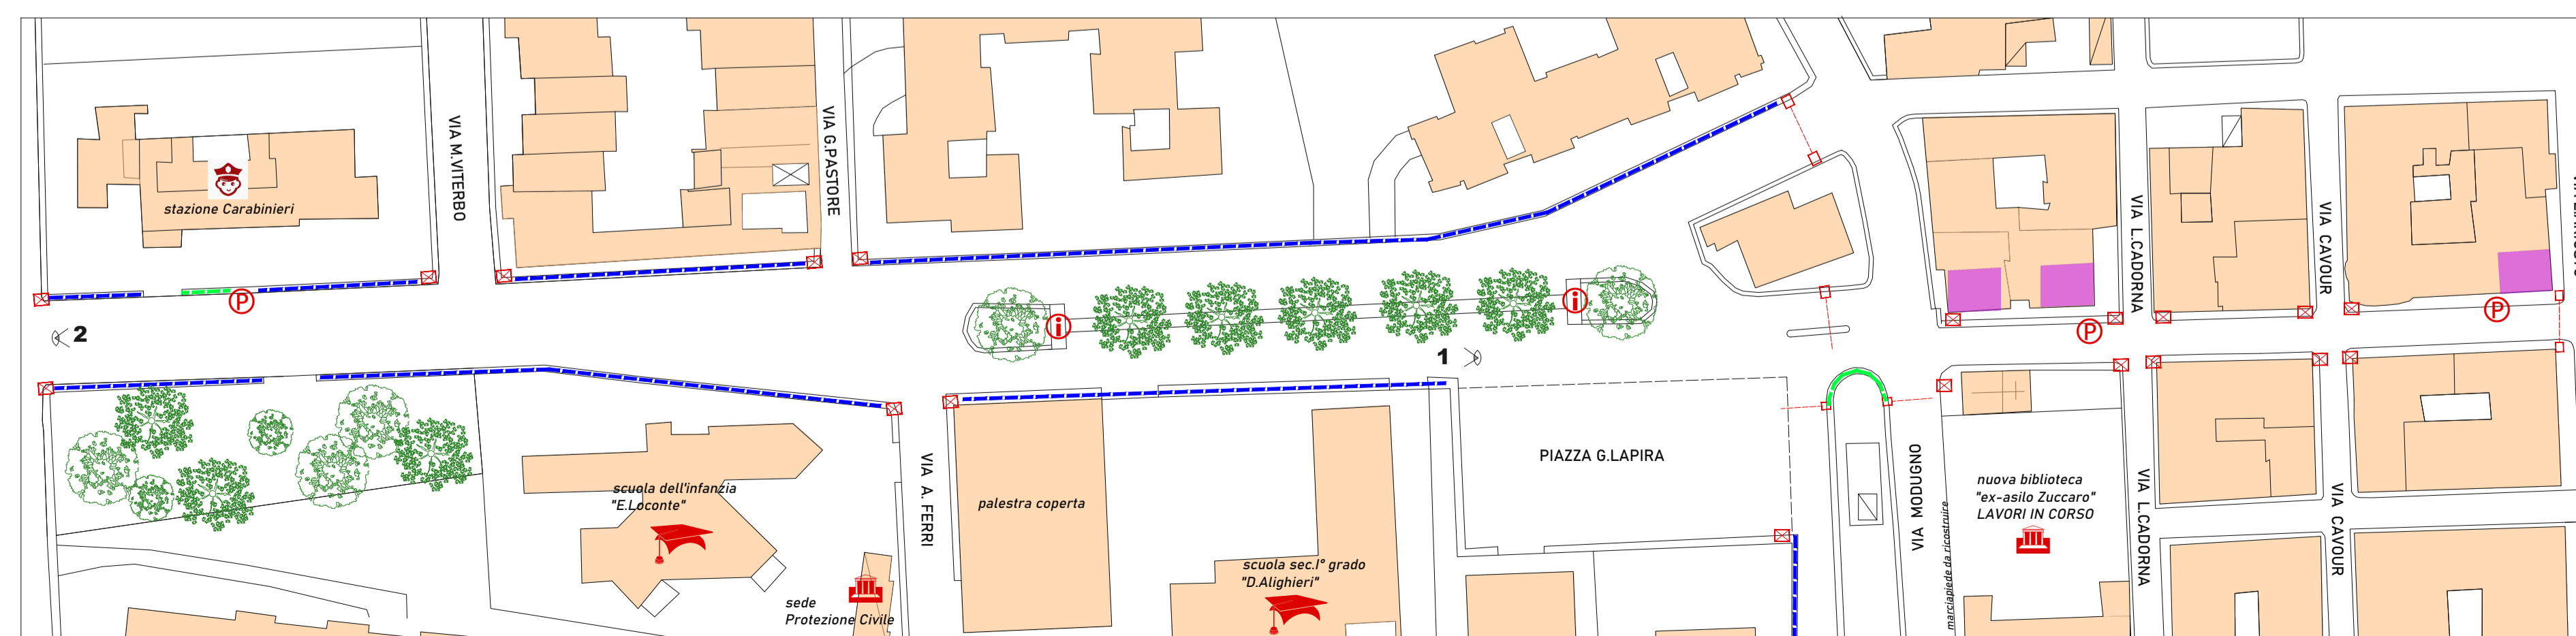 VIA M.VITERBO
VIA G.PASTORE
stazione Carabinieri
P
i
i
VIA L.CADORNA
VIA CAVOUR
P
P
2
1
VIA A. FERRI
palestra coperta
PIAZZA G.LAPIRA
VIA MODUGNO
scuola dell'infanzia
"E.Loconte"
nuova biblioteca
"ex-asilo Zuccaro"
LAVORI IN CORSO
marciapiede da ricostruire
VIA L.CADORNA
VIA CAVOUR
scuola sec.I° grado
"D.Alighieri"
sede
Protezione Civile